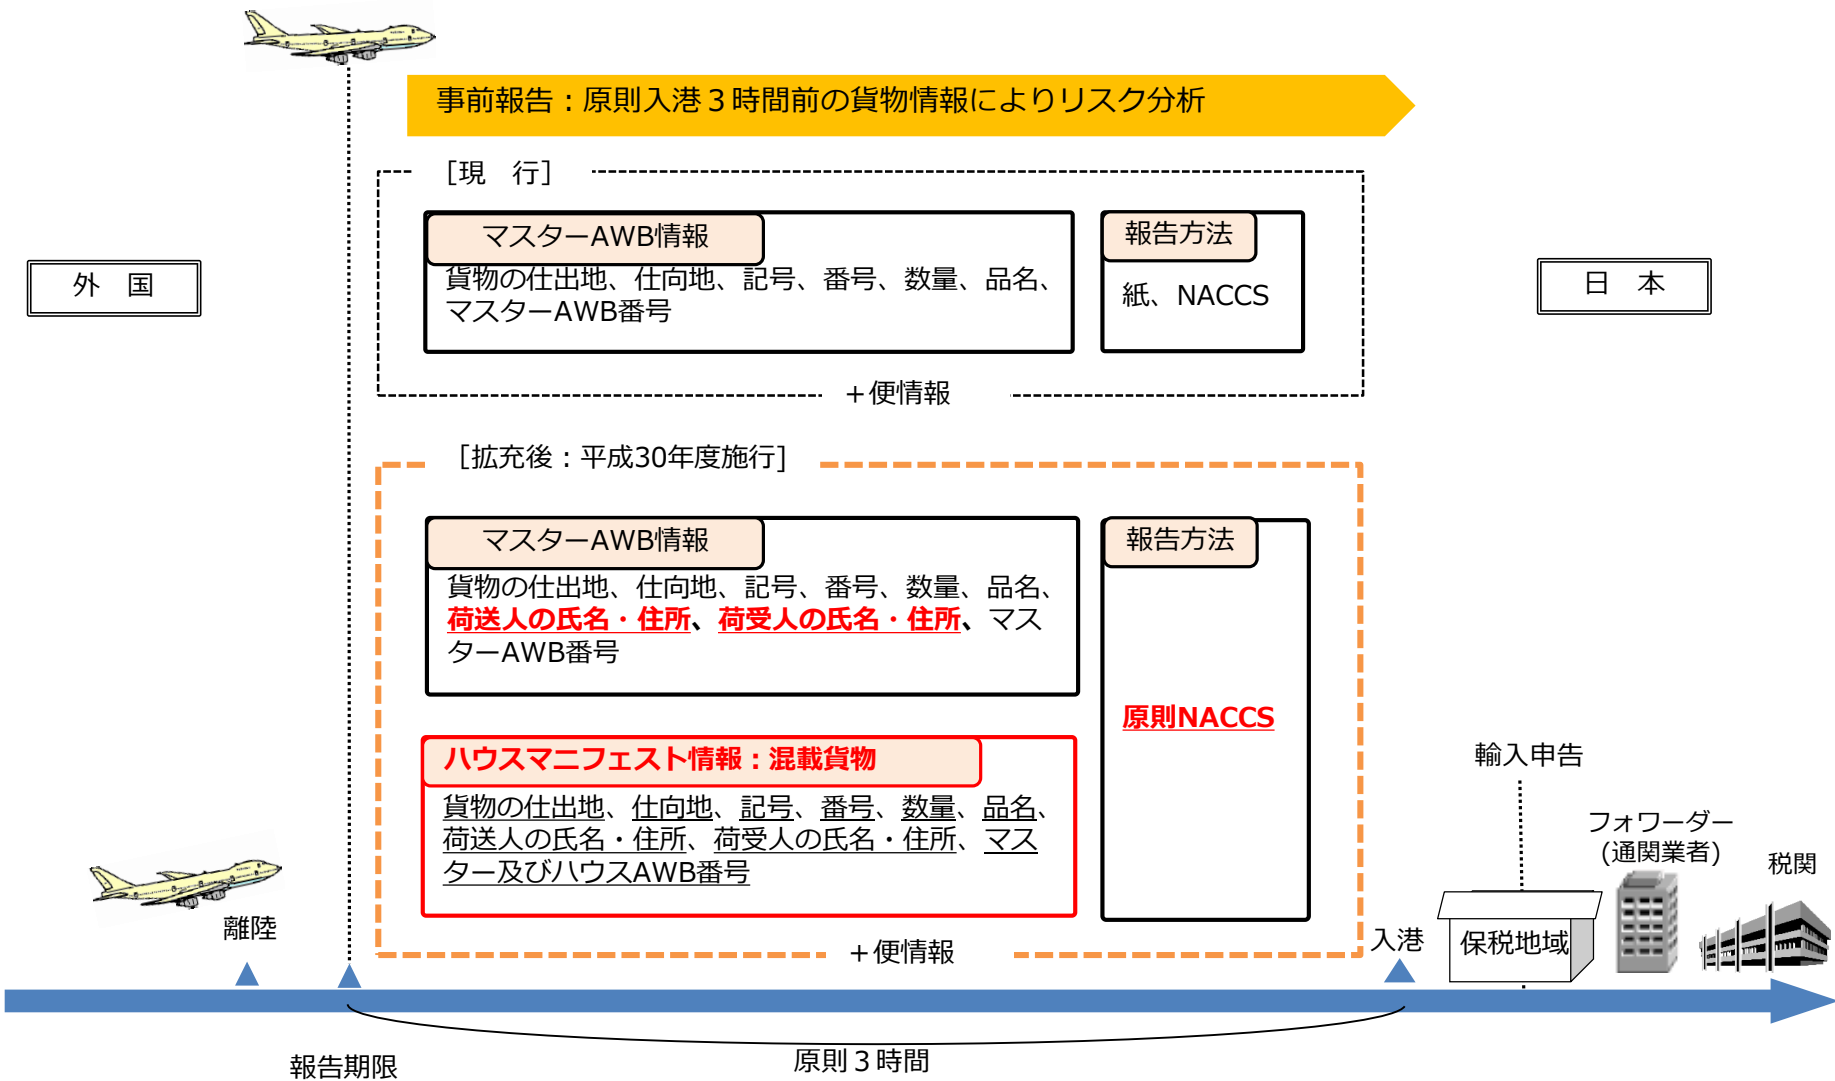 事前報告：原則入港３時間前の貨物情報によりリスク分析
［現　行］
マスターAWB情報
貨物の仕出地、仕向地、記号、番号、数量、品名、
マスターAWB番号
報告方法
紙、NACCS
＋便情報
外　国
日　本
［拡充後：平成30年度施行］
マスターAWB情報
貨物の仕出地、仕向地、記号、番号、数量、品名、
荷送人の氏名・住所、荷受人の氏名・住所、マス
ターAWB番号
報告方法
原則NACCS
ハウスマニフェスト情報：混載貨物
貨物の仕出地、仕向地、記号、番号、数量、品名、
荷送人の氏名・住所、荷受人の氏名・住所、マス
ター及びハウスAWB番号
＋便情報
離陸
入港
輸入申告
保税地域
フォワーダー
(通関業者)
税関
報告期限
原則３時間